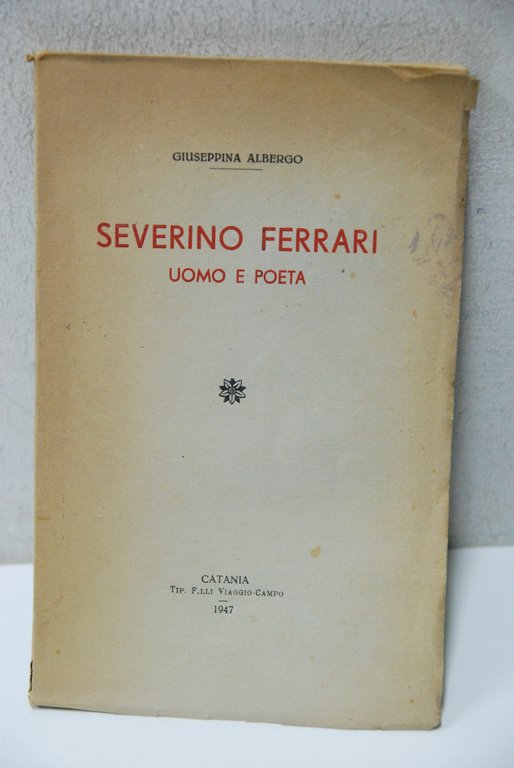 GIUSEPPINA ALBERGO
SEVERINO FERRARI
UOMO E POETA
CATANIA
TIP. F.LLI VIAGGIO-CAMPO
1947